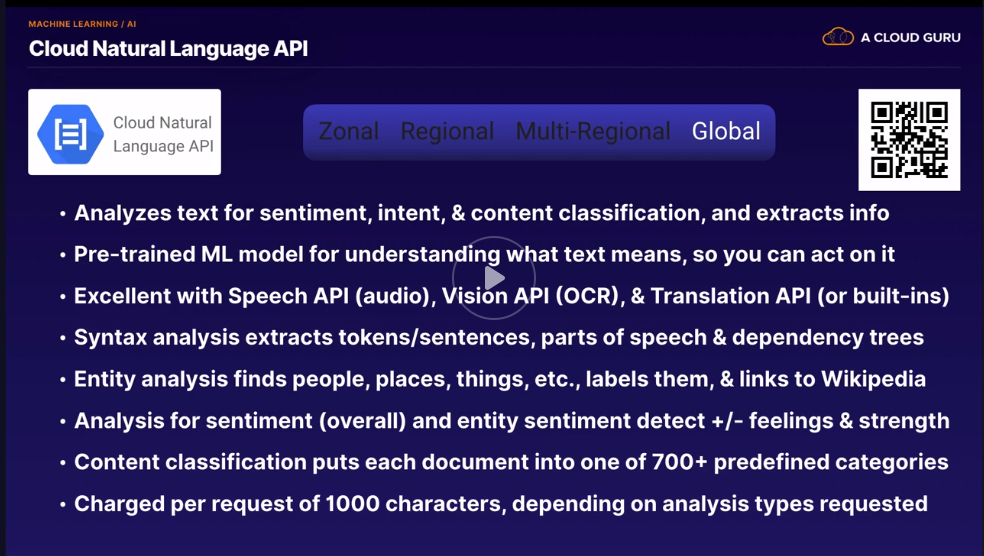 MACHINE LEARNING / AI
Cloud Natural Language API
A CLOUD GURU
Cloud Natural
Language API
Zonal Regional Multi-Regional Global
• Analyzes text for sentiment, intent, & content classification, and extracts info
• Pre-trained ML model for understanding what text means, so you can act on it
• Excellent with Speech API (audio), Vision API (OCR), & Translation API (or built-ins)
• Syntax analysis extracts tokens/sentences, parts of speech & dependency trees
• Entity analysis finds people, places, things, etc., labels them, & links to Wikipedia
• Analysis for sentiment (overall) and entity sentiment detect +/- feelings & strength
• Content classification puts each document into one of 700+ predefined categories
• Charged per request of 1000 characters, depending on analysis types requested